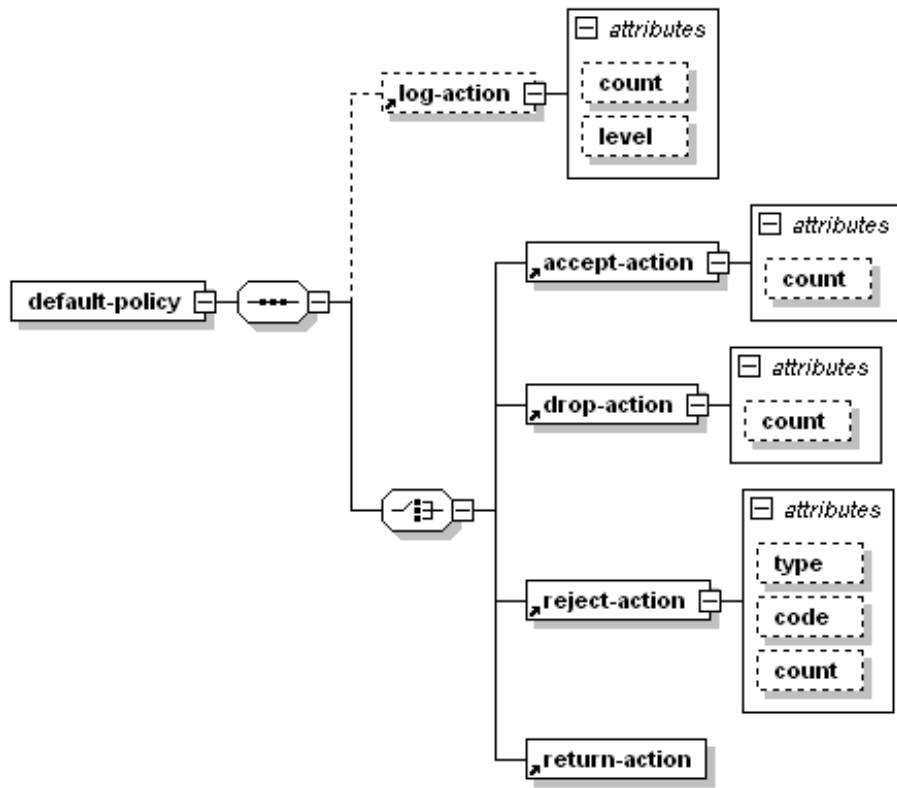 attributes
log-action
count
level
attributes
accept-action
count
default-policy
attributes
drop-action
count
attributes
type
reject-action
code
count
return-action